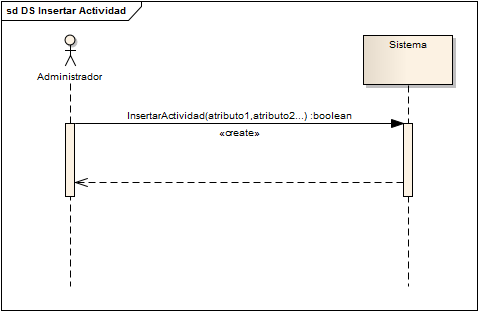 sd DS Insertar Actividad
Administrador
Sistema
InsertarActividad(atributo1,atributo2...) :boolean
«create»